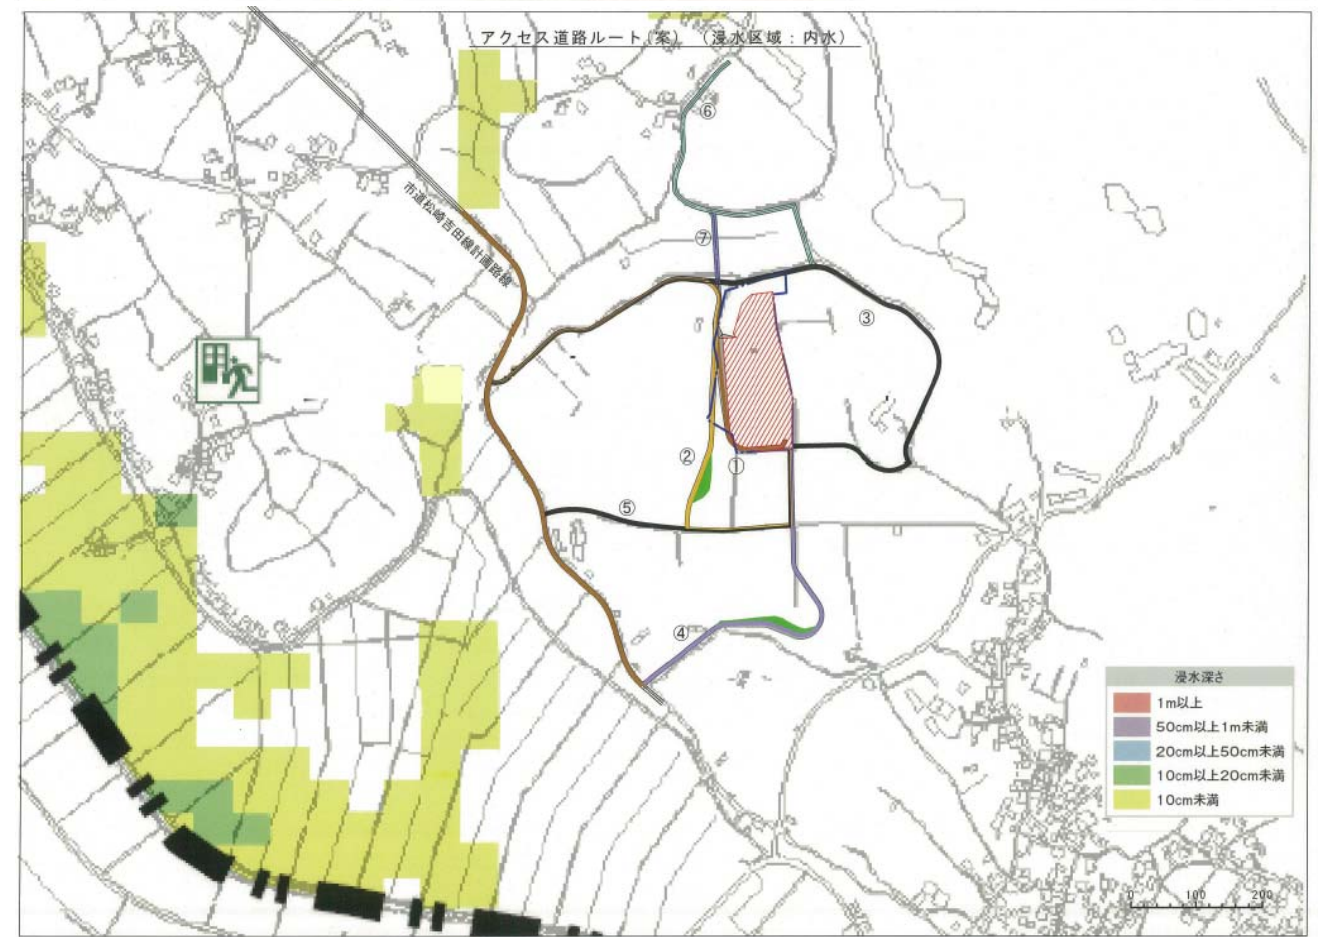 アクセス道路ルート(案) (浸水区域:内水)
⑥
市道松崎吉田線計画路線
⑦
③
②
①
⑤
④
浸水深さ
1m以上
50cm以上1m未満
20cm以上50cm未満
10cm以上20cm未満
10cm未満
0 100 200